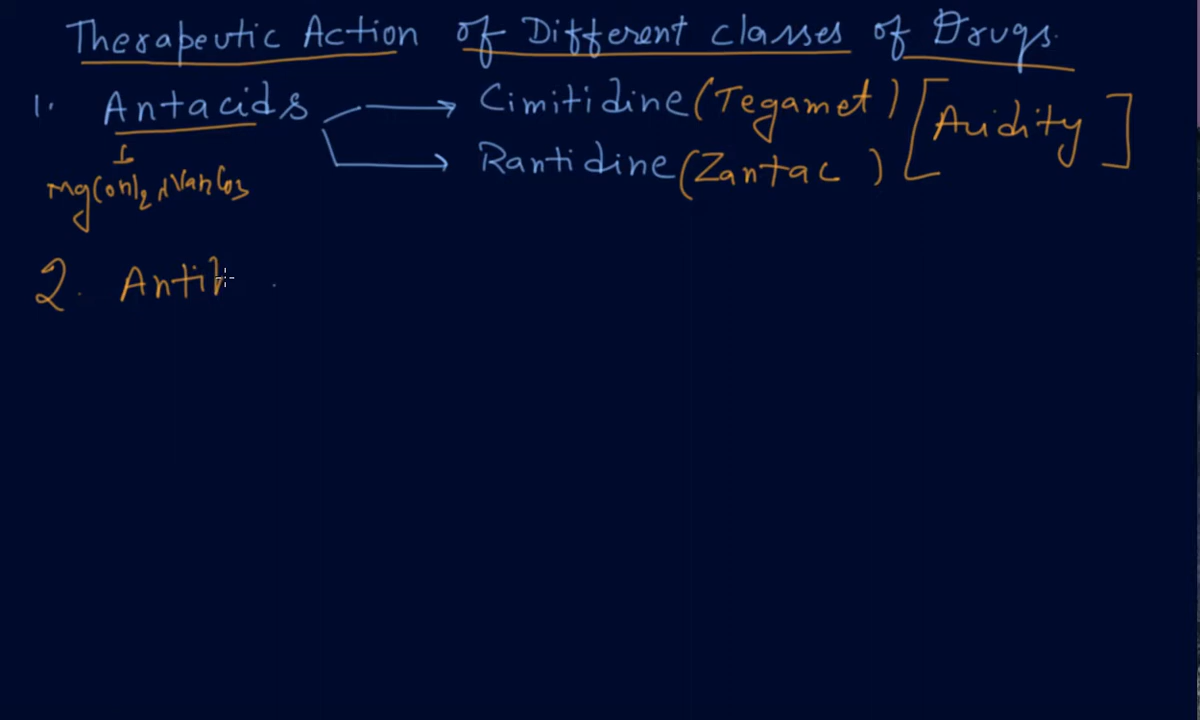 Therapeutic Action of Different classes of Drugs.
1. Antacids → Cimitidine (Tegamet) [Acidity]
→ Rantidine (Zantac)
Mg(OH)2, NaHCO3
2. Anti